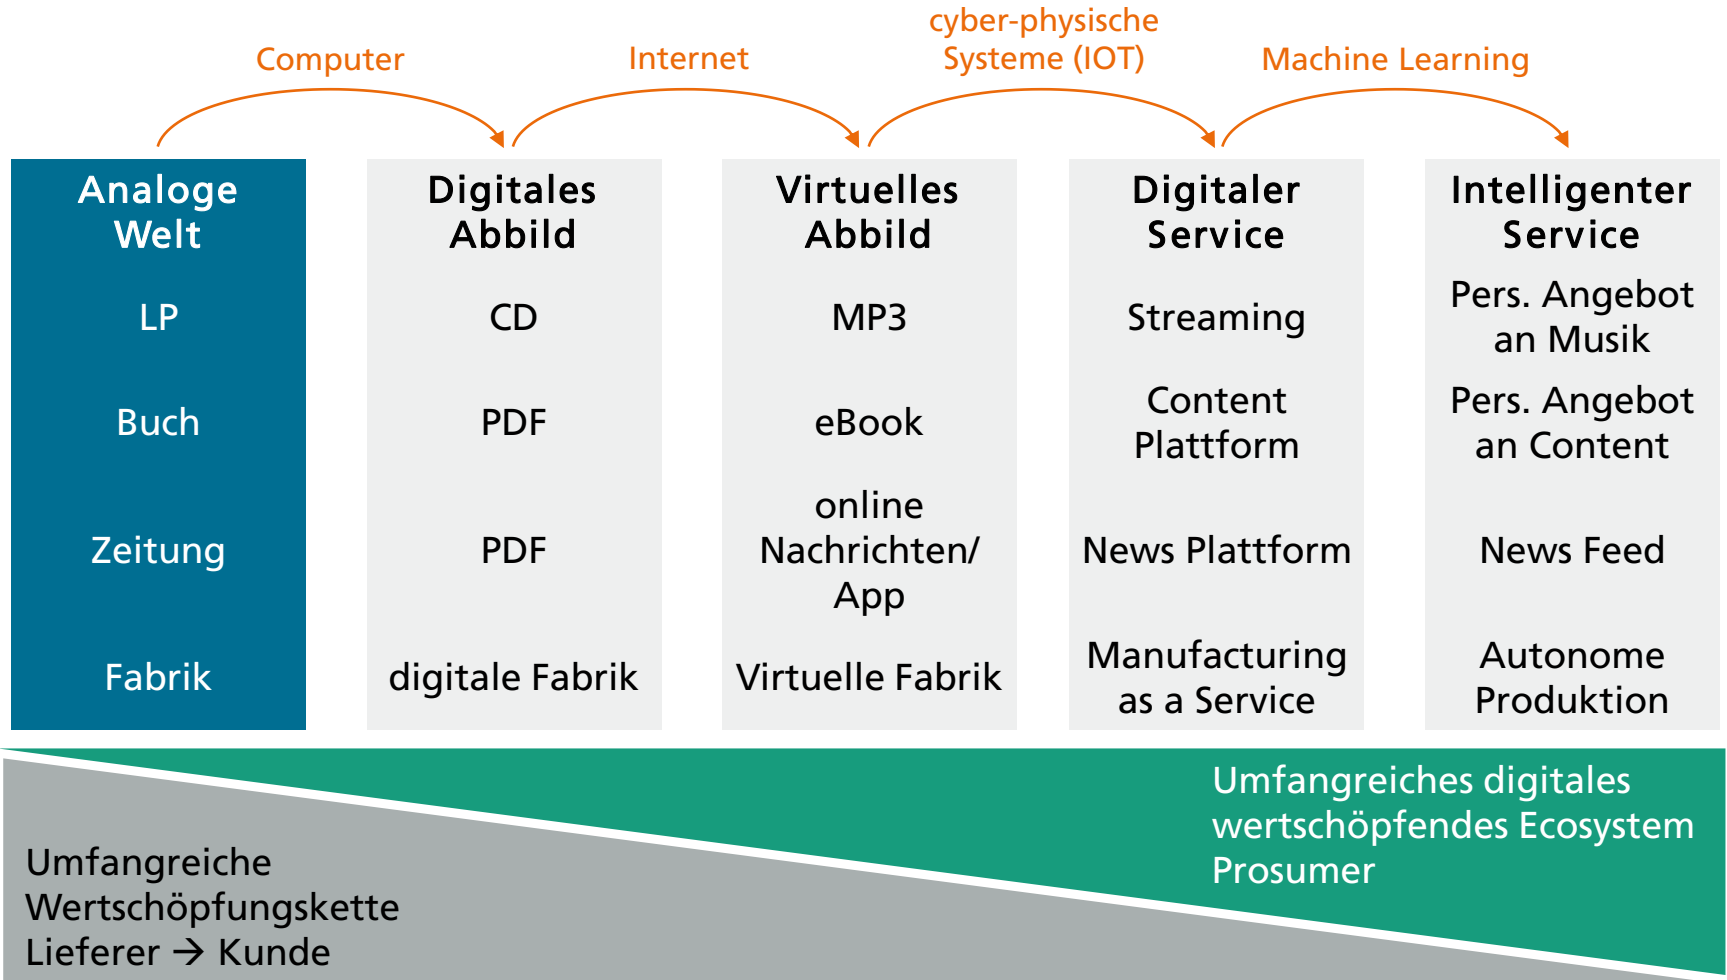 Computer
Internet
cyber-physische
Systeme (IOT)
Machine Learning
Analoge
Welt
Digitales
Abbild
Virtuelles
Abbild
Digitaler
Service
Intelligenter
Service
LP
CD
MP3
Streaming
Pers. Angebot
an Musik
Buch
PDF
eBook
Content
Plattform
Pers. Angebot
an Content
Zeitung
PDF
online
Nachrichten/
App
News Plattform
News Feed
Fabrik
digitale Fabrik
Virtuelle Fabrik
Manufacturing
as a Service
Autonome
Produktion
Umfangreiches digitales
wertschöpfendes Ecosystem
Prosumer
Umfangreiche
Wertschöpfungskette
Lieferer → Kunde